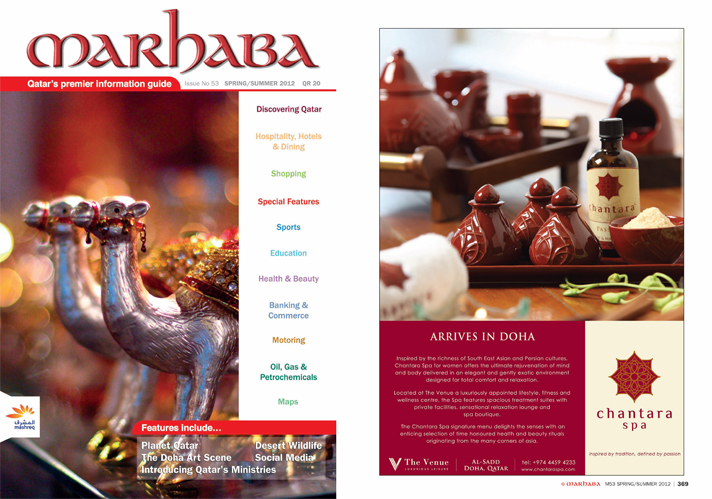 MARHABA
Qatar's premier information guide
Issue No 53 SPRING/SUMMER 2012 QR 20
Discovering Qatar
Hospitality, Hotels
& Dining
Shopping
Special Features
Sports
Education
Health & Beauty
Banking &
Commerce
Motoring
Oil, Gas &
Petrochemicals
Maps
المشرق
mashreq
Features include...
Planet Qatar Desert Wildlife
The Doha Art Scene Social Media
Introducing Qatar's Ministries
chantara
ARRIVES IN DOHA
Inspired by the richness of South East Asian and Persian cultures,
Chantara Spa for women offers the ultimate rejuvenation of mind
and body delivered in an elegant and gently exotic environment
designed for total comfort and relaxation.
Located at The Venue a luxuriously appointed lifestyle, fitness and
wellness centre, the Spa features spacious treatment suites with
private facilities, sensational relaxation lounge and
spa boutique.
The Chantara Spa signature menu delights the senses with an
enticing selection of time honoured health and beauty rituals
originating from the many corners of asia.
The Venue
LUXURIOUS LEISURE
AL-SADD
DOHA, QATAR
tel: +974 4459 4233
www.chantaraspa.com
chantara
spa
inspired by tradition, defined by passion
MARHABA M53 SPRING/SUMMER 2012 | 369